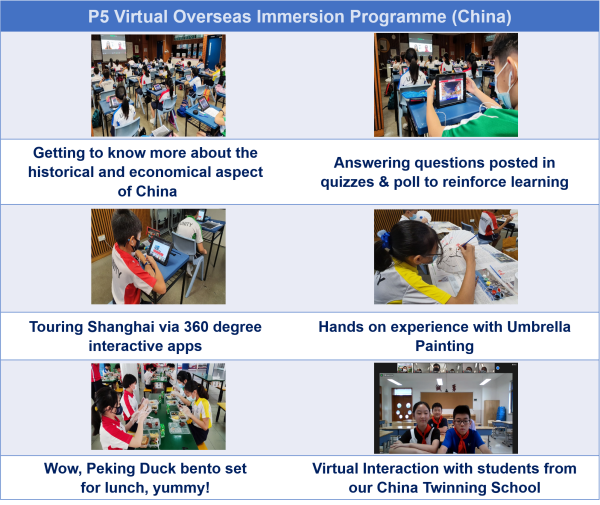 P5 Virtual Overseas Immersion Programme (China)
Getting to know more about the
historical and economical aspect
of China
Answering questions posted in
quizzes & poll to reinforce learning
Touring Shanghai via 360 degree
interactive apps
Hands on experience with Umbrella
Painting
Wow, Peking Duck bento set
for lunch, yummy!
Virtual Interaction with students from
our China Twinning School